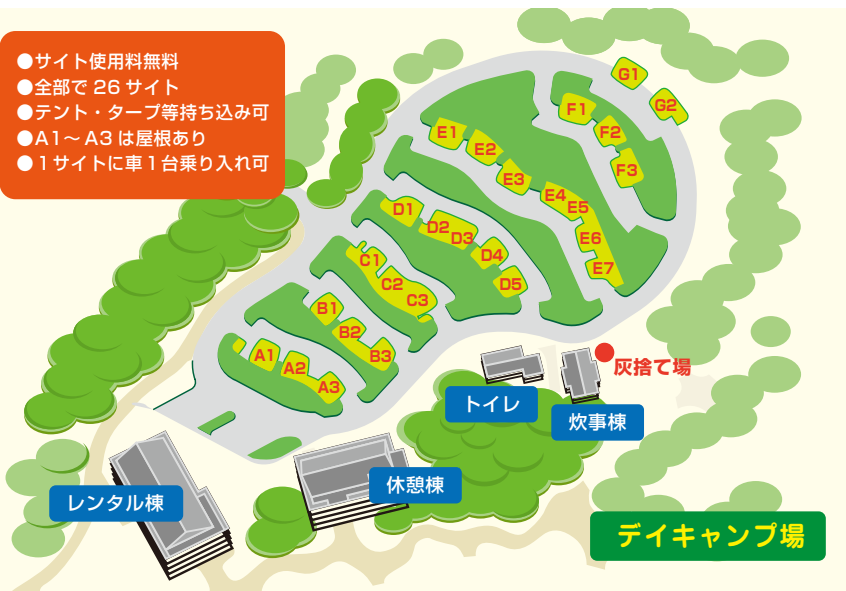 ●サイト使用料無料
●全部で26サイト
●テント・タープ等持ち込み可
●A1～A3は屋根あり
●1サイトに車1台乗り入れ可
G1
G2
F1
F2
F3
E1
E2
E3
E4
E5
E6
E7
D1
D2
D3
D4
D5
C1
C2
C3
B1
B2
B3
A1
A2
A3
灰捨て場
トイレ
炊事棟
休憩棟
レンタル棟
デイキャンプ場